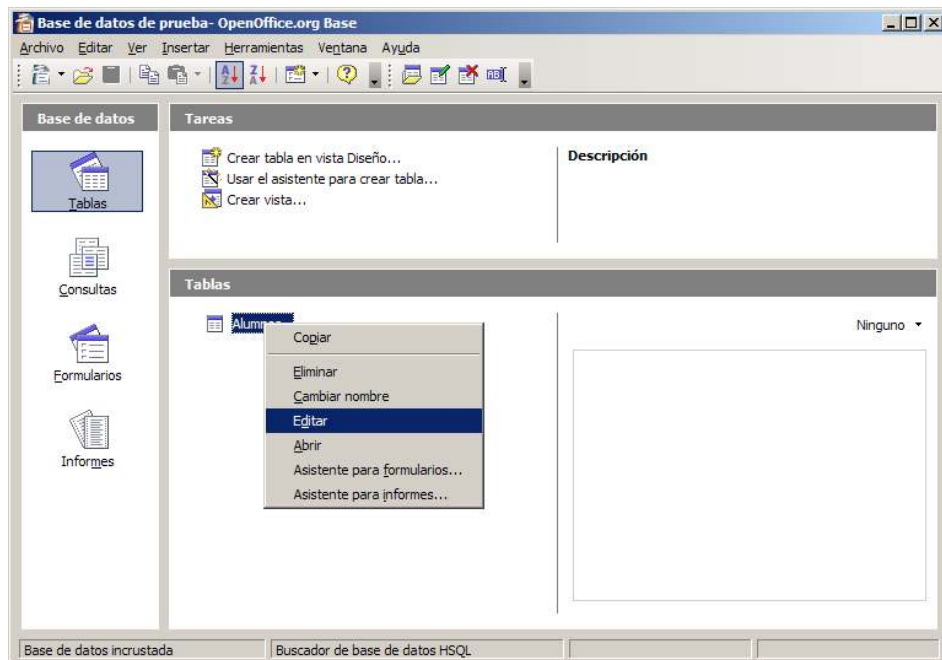 Base de datos de prueba- OpenOffice.org Base
Archivo Editar Ver Insertar Herramientas Ventana Ayuda
Base de datos
Tablas
Consultas
Formularios
Informes
Tareas
Crear tabla en vista Diseño...
Usar el asistente para crear tabla...
Crear vista...
Descripción
Tablas
Copiar
Eliminar
Cambiar nombre
Editar
Abrir
Asistente para formularios...
Asistente para informes...
Ninguno
Base de datos incrustada
Buscador de base de datos HSQL